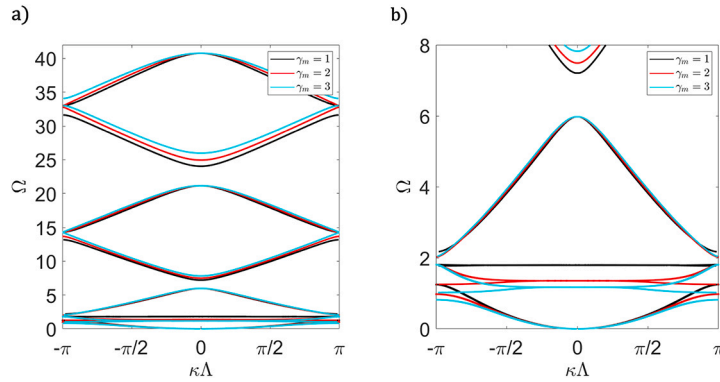 a)
40
35
30
25
20
15
10
5
0
Ω
-π
-π/2
0
π/2
π
κΛ
γm = 1
γm = 2
γm = 3
b)
8
6
4
2
0
Ω
-π
-π/2
0
π/2
π
κΛ
γm = 1
γm = 2
γm = 3